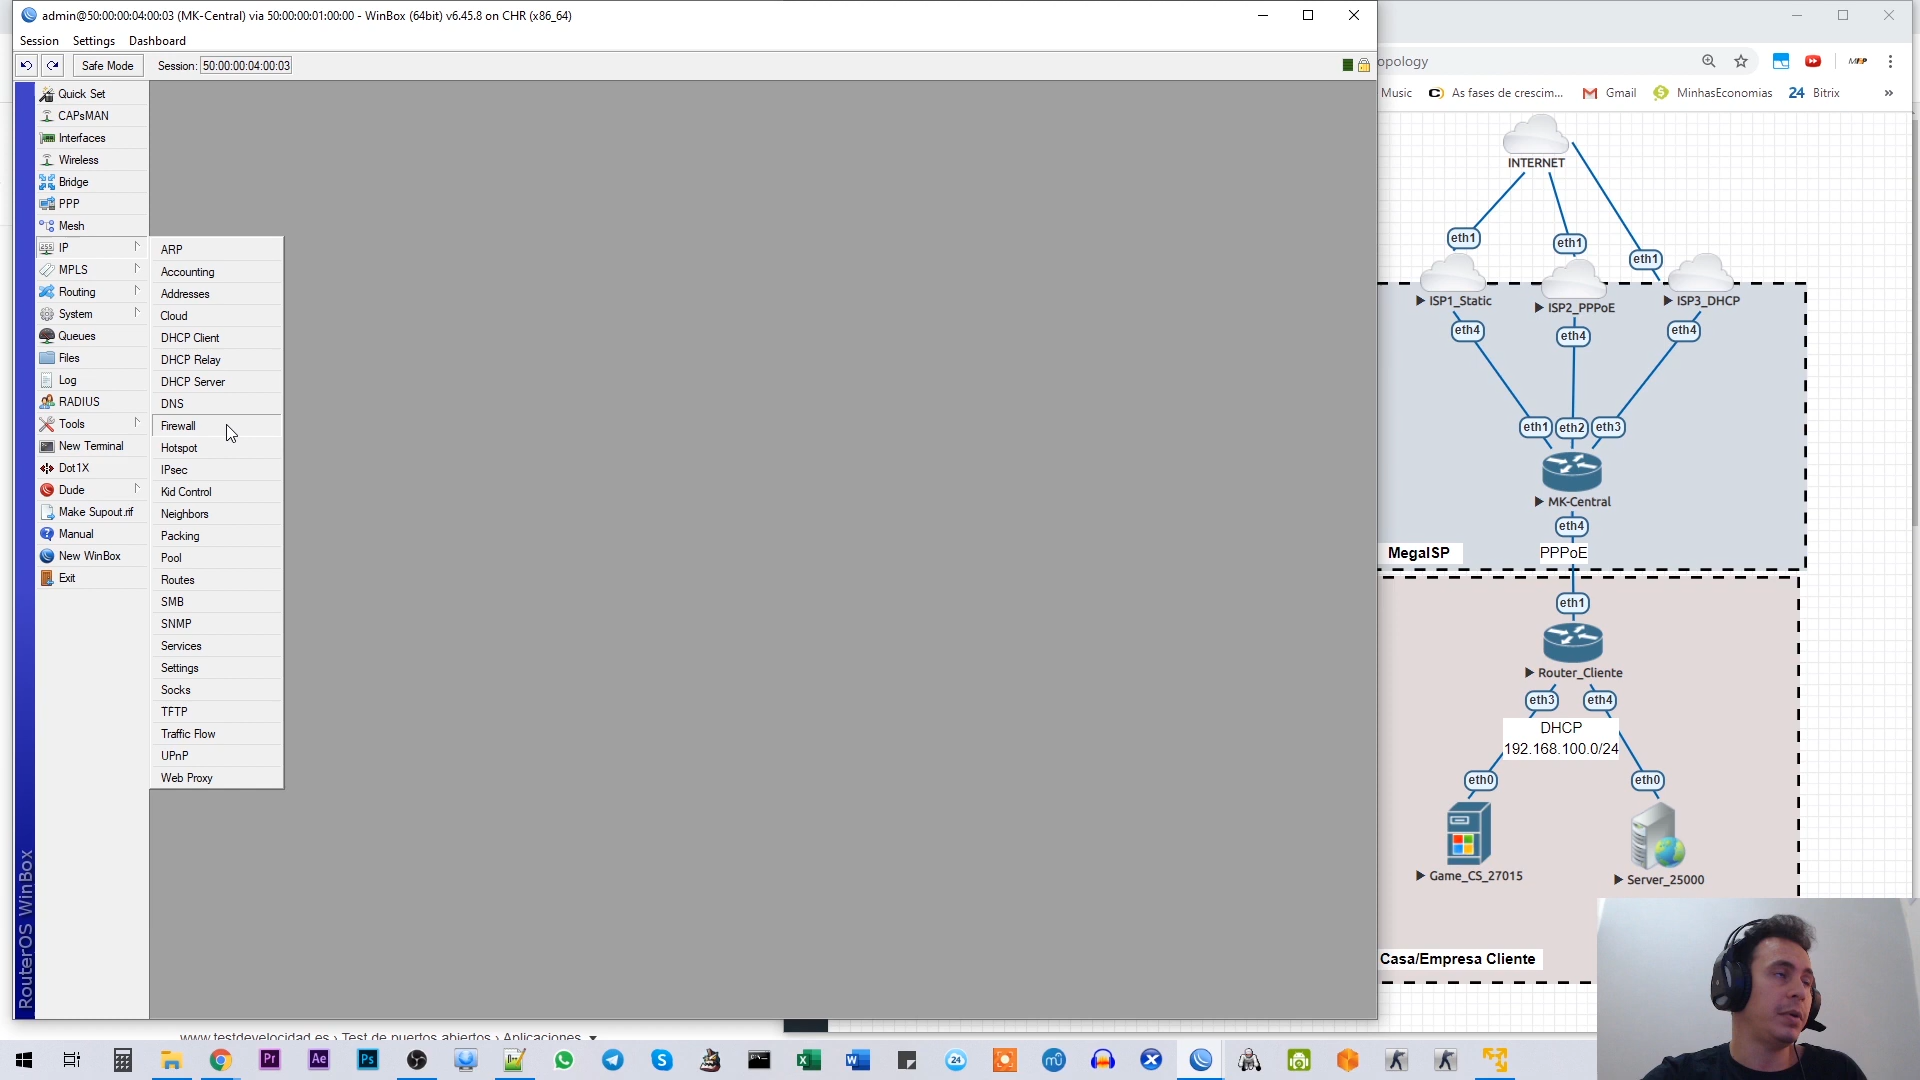 admin@50:00:00:04:00:03 (MK-Central) via 50:00:00:01:00:00 - WinBox (64bit) v6.45.8 on CHR (x86_64)
Session Settings Dashboard
Safe Mode Session: 50:00:00:04:00:03
Quick Set
CAPsMAN
Interfaces
Wireless
Bridge
PPP
Mesh
IP
MPLS
Routing
System
Queues
Files
Log
RADIUS
Tools
New Terminal
Dot1X
Dude
Make Supout.rif
Manual
New WinBox
Exit
RouterOS WinBox
ARP
Accounting
Addresses
Cloud
DHCP Client
DHCP Relay
DHCP Server
DNS
Firewall
Hotspot
IPsec
Kid Control
Neighbors
Packing
Pool
Routes
SMB
SNMP
Services
Settings
Socks
TFTP
Traffic Flow
UPnP
Web Proxy
opology
Music As fases de crescim... Gmail MinhasEconomias 24 Bitrix »
INTERNET
eth1 eth1 eth1
ISP1_Static ISP2_PPPoE ISP3_DHCP
eth4 eth4 eth4
eth1 eth2 eth3
MK-Central
eth4
MegaISP PPPoE
eth1
Router_Cliente
eth3 eth4
DHCP
192.168.100.0/24
eth0 eth0
Game_CS_27015 Server_25000
Casa/Empresa Cliente
www.testdevelocidad.es › Test de puertos abiertos › Aplicaciones
Pr Ae Ps 24